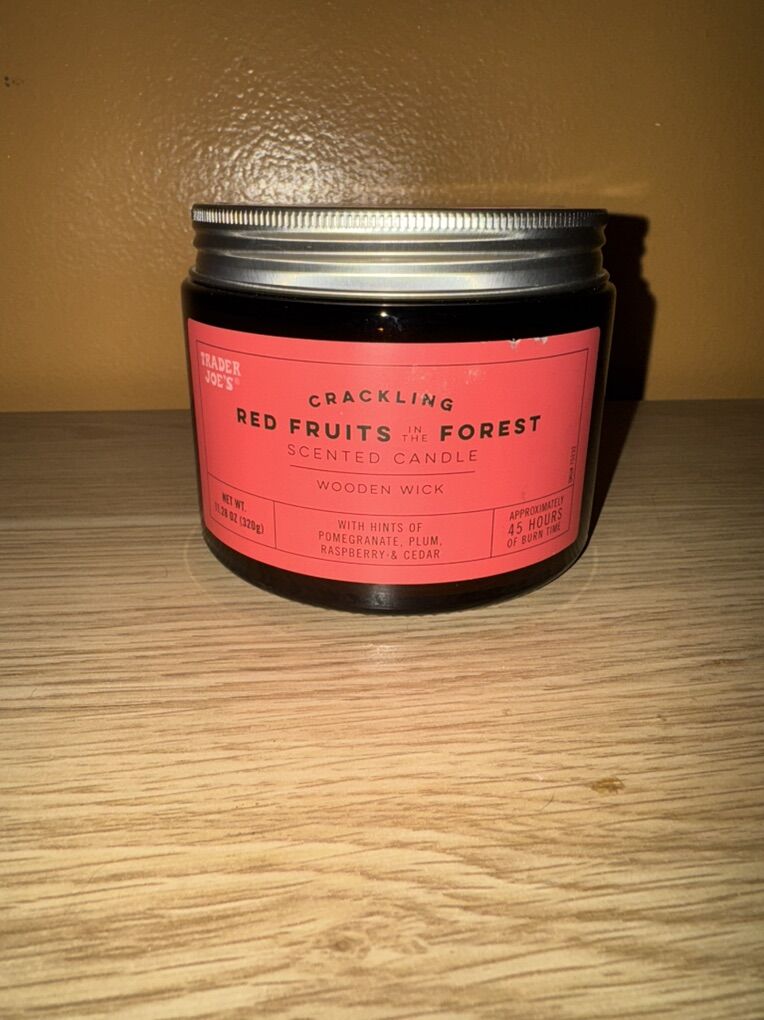 TRADER
JOE'S®
CRACKLING
RED FRUITS IN THE FOREST
SCENTED CANDLE
WOODEN WICK
NET WT.
11.28 OZ (320g)
WITH HINTS OF
POMEGRANATE, PLUM,
RASPBERRY & CEDAR
APPROXIMATELY
45 HOURS
OF BURN TIME